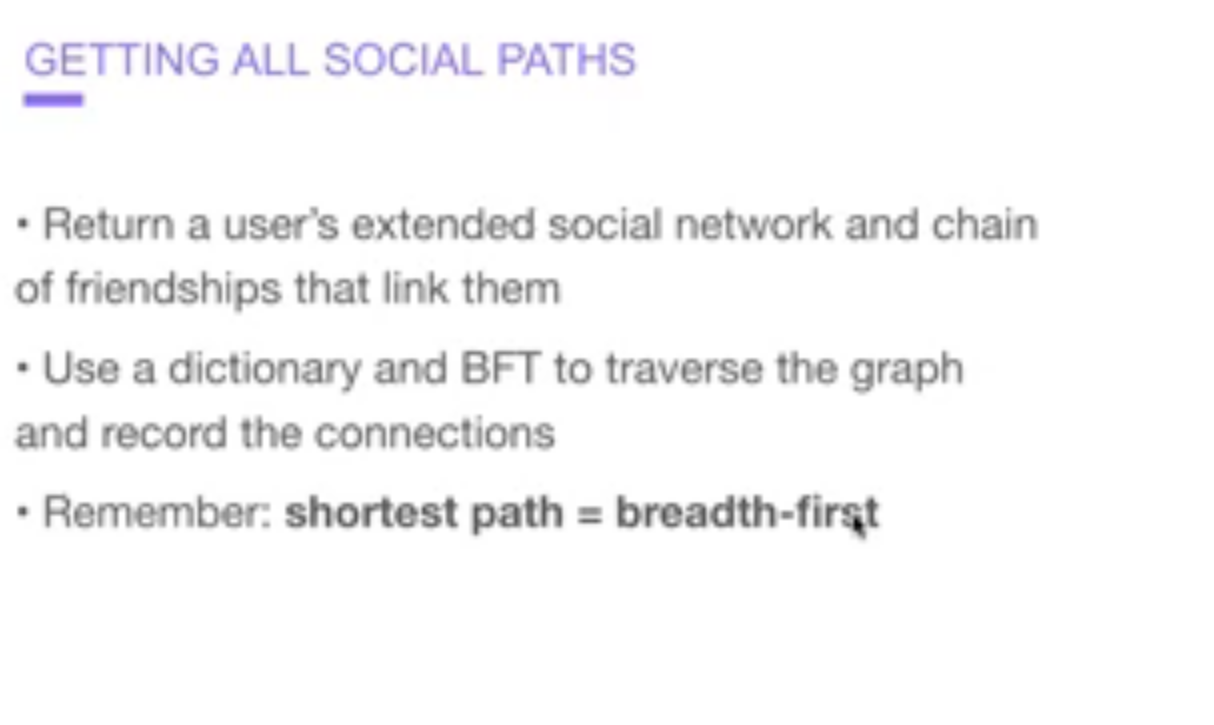 GETTING ALL SOCIAL PATHS
• Return a user’s extended social network and chain
of friendships that link them
• Use a dictionary and BFT to traverse the graph
and record the connections
• Remember: shortest path = breadth-first